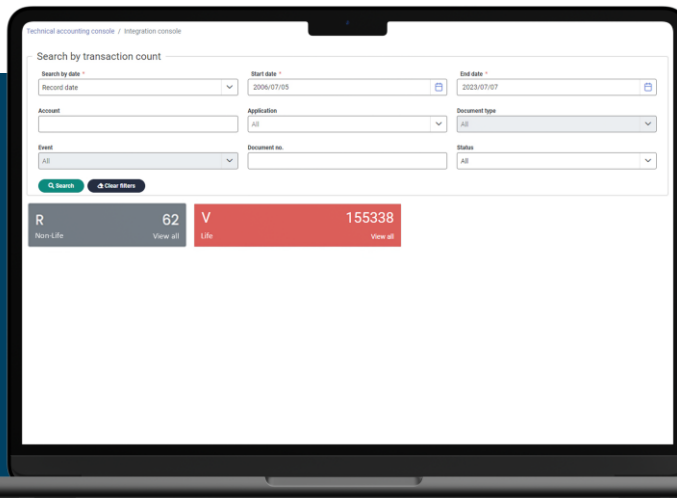 Technical accounting console / Integration console
Search by transaction count
Search by date * Start date * End date *
Record date 2006/07/05 2023/07/07
Account Application Document type
All All
Event Document no. Status
All All
Search Clear filters
R 62 V 155338
Non-Life View all Life View all